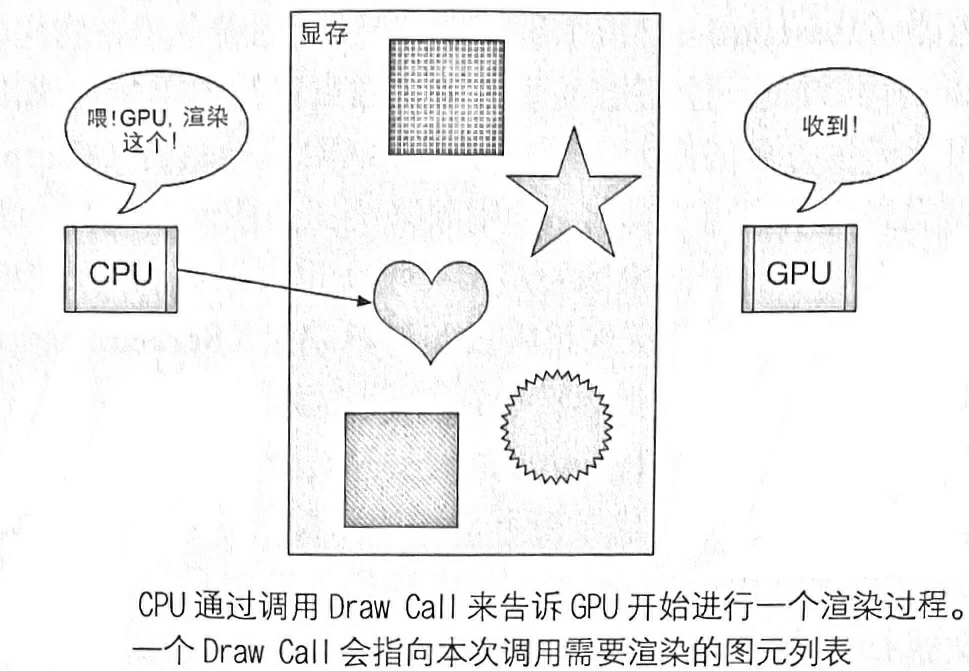 显存
喂!GPU, 渲染
这个!
收到!
CPU
GPU
CPU 通过调用 Draw Call 来告诉 GPU 开始进行一个渲染过程。
一个 Draw Call 会指向本次调用需要渲染的图元列表